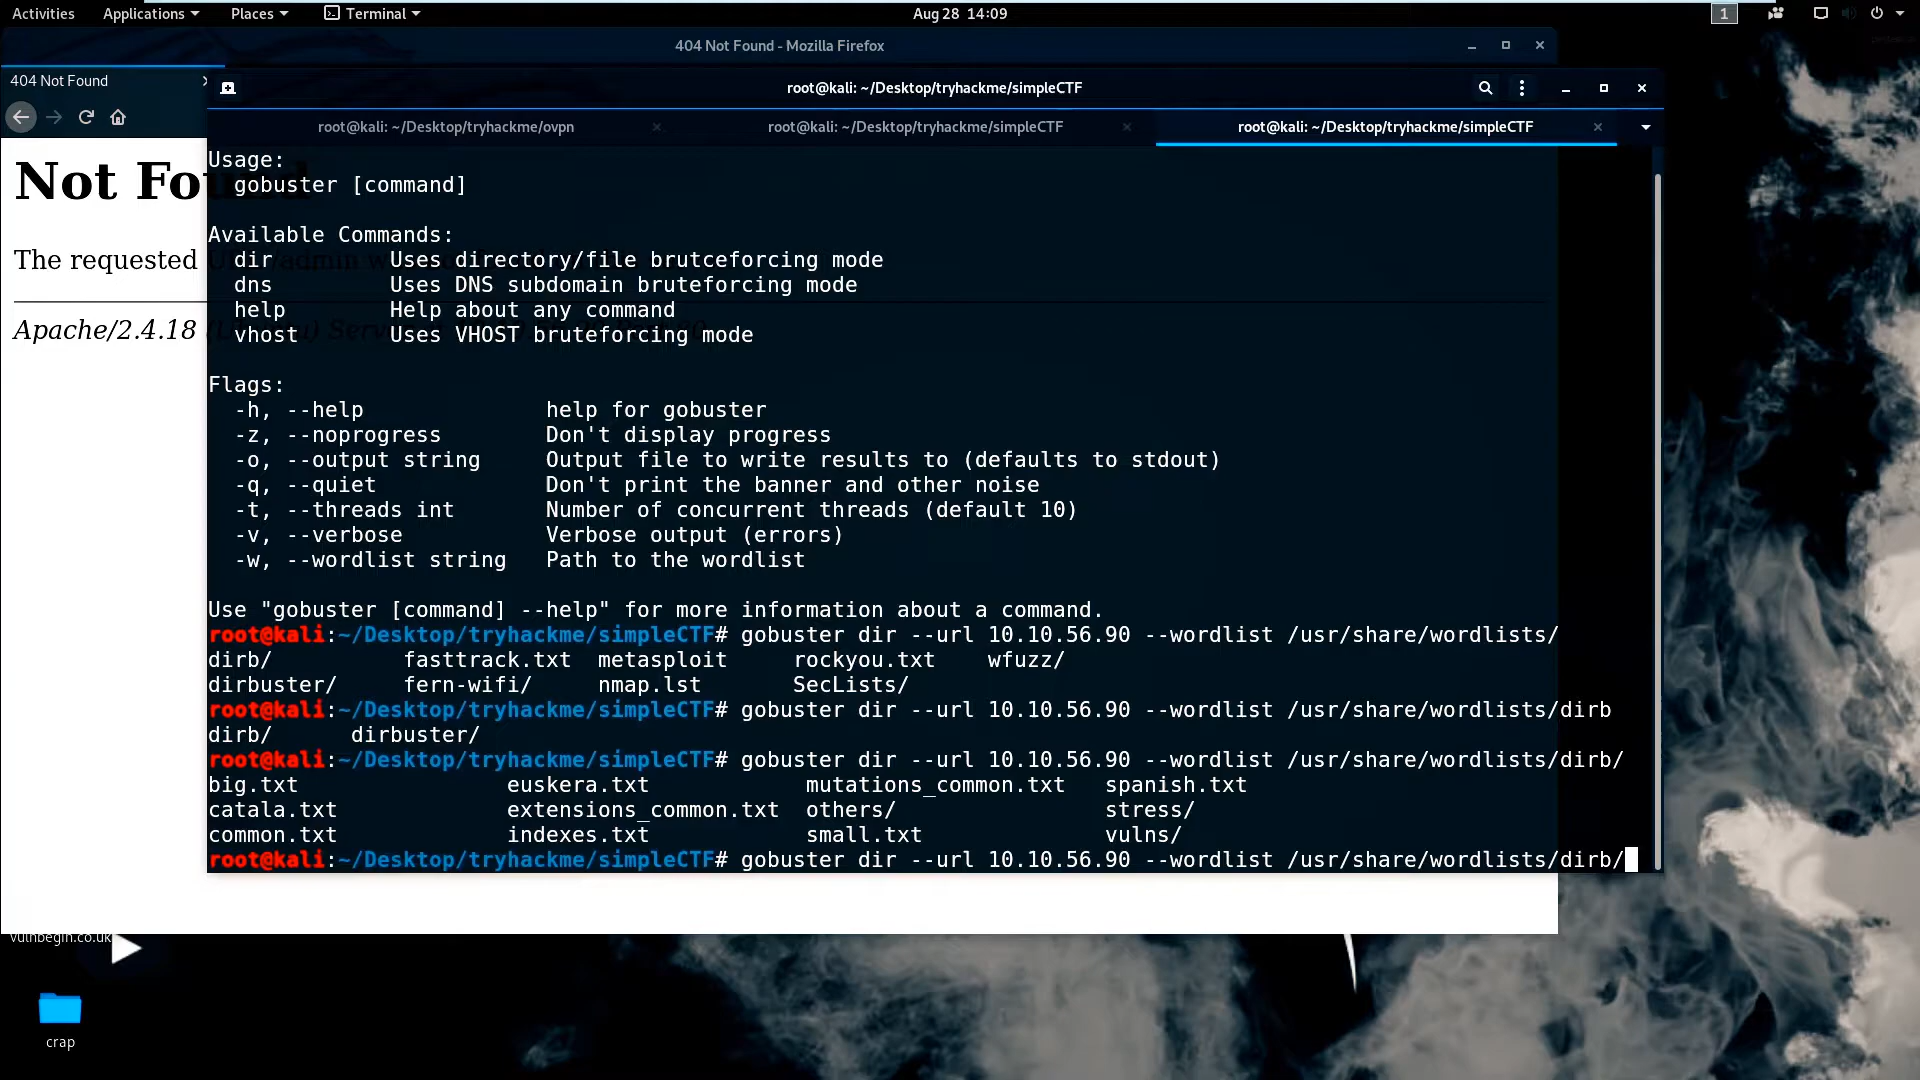 Activities Applications Places Terminal Aug 28 14:09 1
404 Not Found - Mozilla Firefox
404 Not Found
root@kali: ~/Desktop/tryhackme/simpleCTF
root@kali: ~/Desktop/tryhackme/ovpn root@kali: ~/Desktop/tryhackme/simpleCTF root@kali: ~/Desktop/tryhackme/simpleCTF
Not Found
The requested
Apache/2.4.18 (Ubuntu)
Usage:
  gobuster [command]
Available Commands:
  dir         Uses directory/file brutceforcing mode
  dns         Uses DNS subdomain bruteforcing mode
  help        Help about any command
  vhost       Uses VHOST bruteforcing mode
Flags:
  -h, --help              help for gobuster
  -z, --noprogress        Don't display progress
  -o, --output string     Output file to write results to (defaults to stdout)
  -q, --quiet             Don't print the banner and other noise
  -t, --threads int       Number of concurrent threads (default 10)
  -v, --verbose           Verbose output (errors)
  -w, --wordlist string   Path to the wordlist
Use "gobuster [command] --help" for more information about a command.
root@kali:~/Desktop/tryhackme/simpleCTF# gobuster dir --url 10.10.56.90 --wordlist /usr/share/wordlists/
dirb/          fasttrack.txt  metasploit     rockyou.txt    wfuzz/
dirbuster/     fern-wifi/     nmap.lst       SecLists/
root@kali:~/Desktop/tryhackme/simpleCTF# gobuster dir --url 10.10.56.90 --wordlist /usr/share/wordlists/dirb
dirb/      dirbuster/
root@kali:~/Desktop/tryhackme/simpleCTF# gobuster dir --url 10.10.56.90 --wordlist /usr/share/wordlists/dirb/
big.txt                euskera.txt            mutations_common.txt   spanish.txt
catala.txt             extensions_common.txt  others/                stress/
common.txt             indexes.txt            small.txt              vulns/
root@kali:~/Desktop/tryhackme/simpleCTF# gobuster dir --url 10.10.56.90 --wordlist /usr/share/wordlists/dirb/
vulnbegin.co.uk
crap